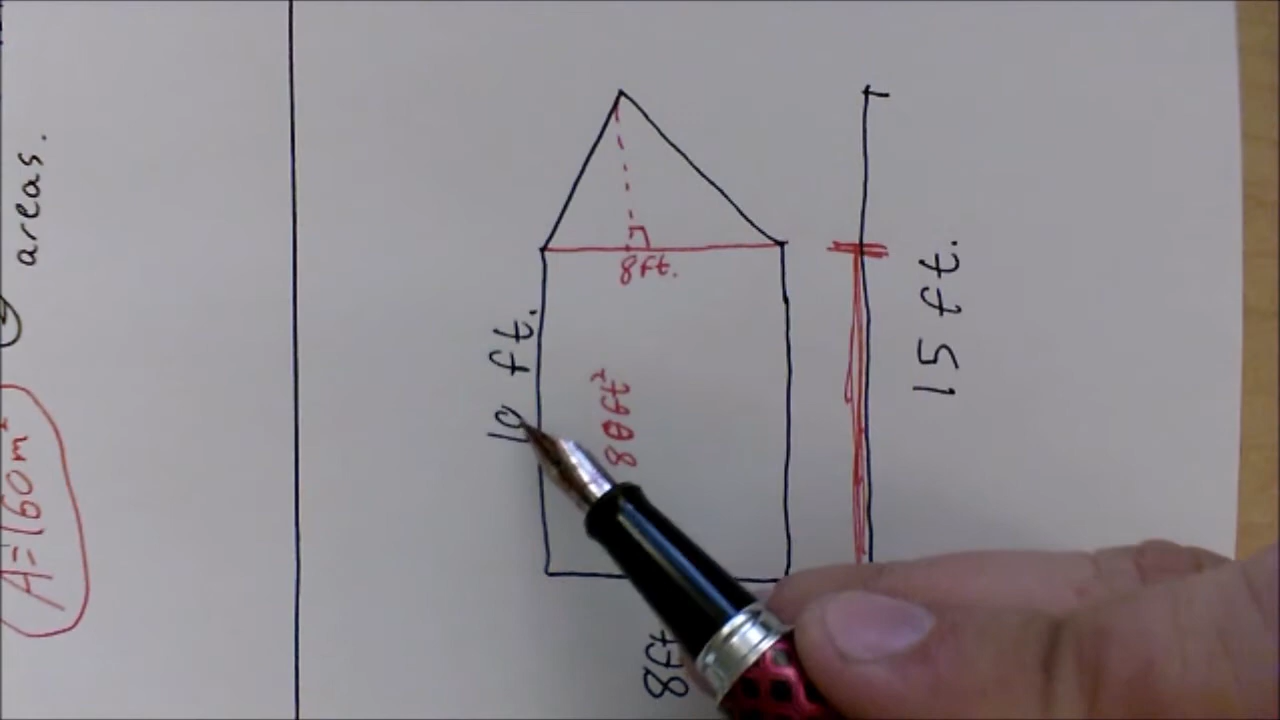 areas.
A=160m²
8ft.
10 ft.
80ft²
15 ft.
8ft